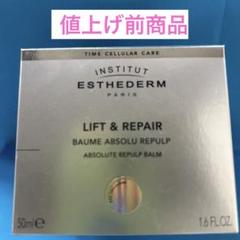 値上げ前商品
TIME CELLULAR CARE
INSTITUT
ESTHEDERM
PARIS
LIFT & REPAIR
BAUME ABSOLU REPULP
ABSOLUTE REPULP BALM
50ml℮
1.6 FL.OZ.